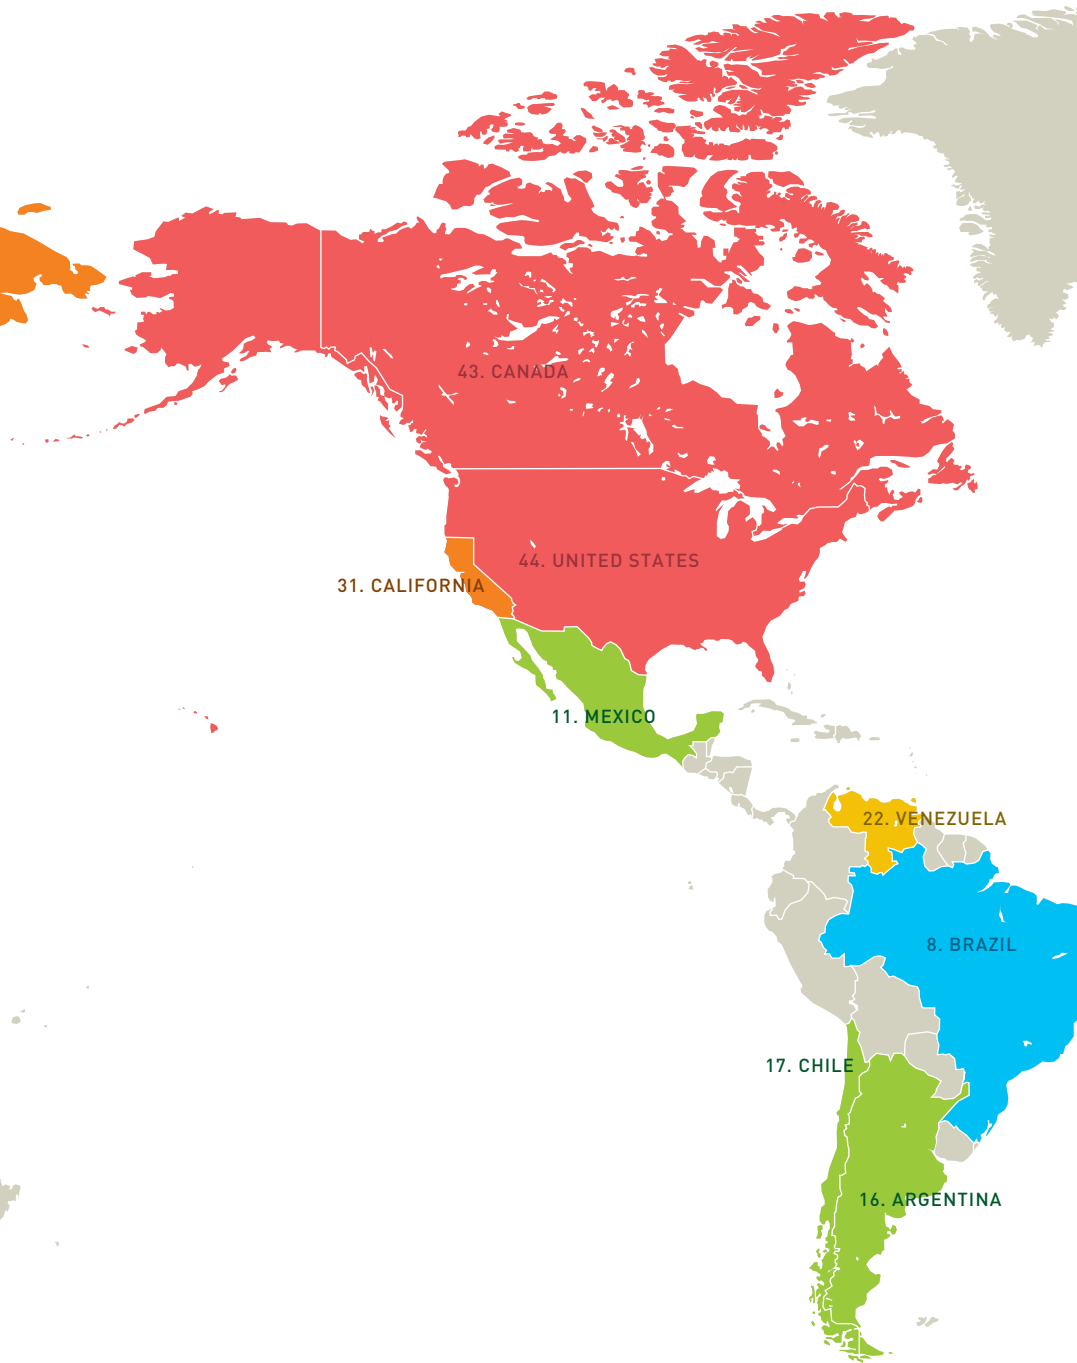 43. CANADA
44. UNITED STATES
31. CALIFORNIA
11. MEXICO
22. VENEZUELA
8. BRAZIL
17. CHILE
16. ARGENTINA